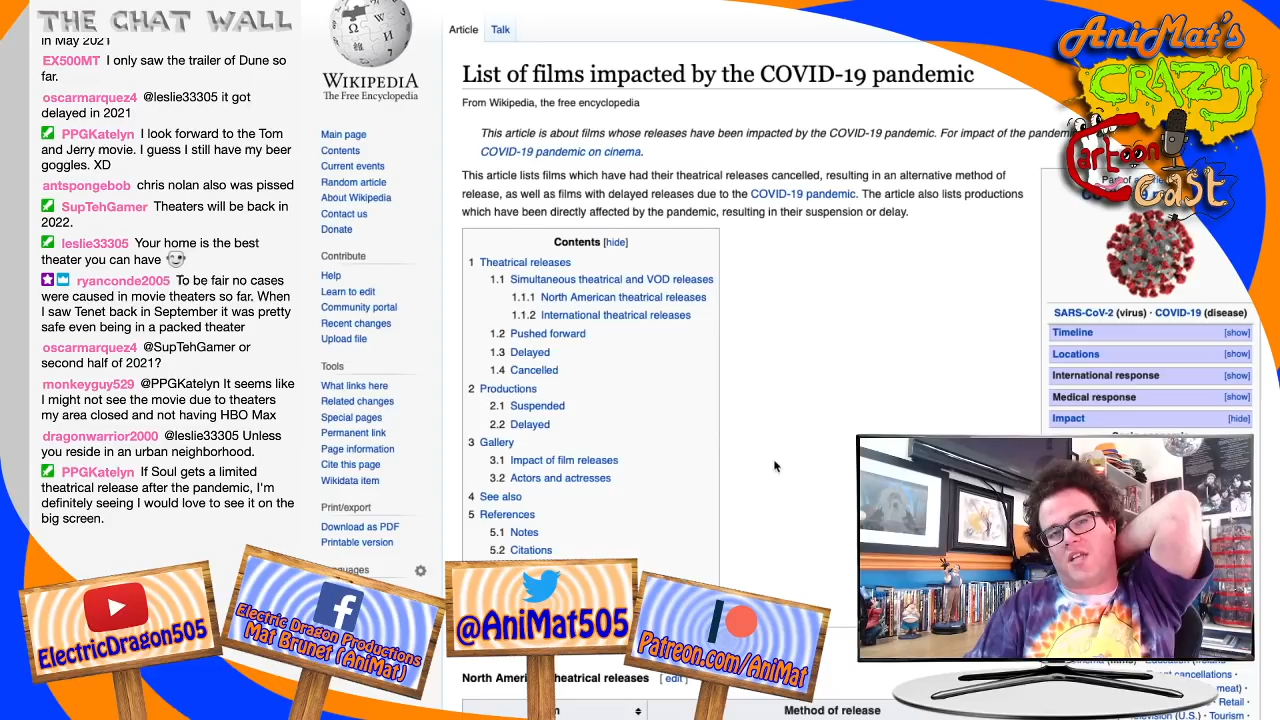 THE CHAT WALL
in May 2021
EX500MT I only saw the trailer of Dune so
far.
oscarmarquez4 @leslie33305 it got
delayed in 2021
PPGKatelyn I look forward to the Tom
and Jerry movie. I guess I still have my beer
goggles. XD
antspongebob chris nolan also was pissed
SupTehGamer Theaters will be back in
2022.
leslie33305 Your home is the best
theater you can have
ryanconde2005 To be fair no cases
were caused in movie theaters so far. When
I saw Tenet back in September it was pretty
safe even being in a packed theater
oscarmarquez4 @SupTehGamer or
second half of 2021?
monkeyguy529 @PPGKatelyn It seems like
I might not see the movie due to theaters
my area closed and not having HBO Max
dragonwarrior2000 @leslie33305 Unless
you reside in an urban neighborhood.
PPGKatelyn If Soul gets a limited
theatrical release after the pandemic, I'm
definitely seeing I would love to see it on the
big screen.
WIKIPEDIA
The Free Encyclopedia
Main page
Contents
Current events
Random article
About Wikipedia
Contact us
Donate
Contribute
Help
Learn to edit
Community portal
Recent changes
Upload file
Tools
What links here
Related changes
Special pages
Permanent link
Page information
Cite this page
Wikidata item
Print/export
Download as PDF
Printable version
Article Talk
List of films impacted by the COVID-19 pandemic
From Wikipedia, the free encyclopedia
This article is about films whose releases have been impacted by the COVID-19 pandemic. For impact of the pandem
COVID-19 pandemic on cinema.
This article lists films which have had their theatrical releases cancelled, resulting in an alternative method of
release, as well as films with delayed releases due to the COVID-19 pandemic. The article also lists productions
which have been directly affected by the pandemic, resulting in their suspension or delay.
Contents [hide]
1 Theatrical releases
1.1 Simultaneous theatrical and VOD releases
1.1.1 North American theatrical releases
1.1.2 International theatrical releases
1.2 Pushed forward
1.3 Delayed
1.4 Cancelled
2 Productions
2.1 Suspended
2.2 Delayed
3 Gallery
3.1 Impact of film releases
3.2 Actors and actresses
4 See also
5 References
5.1 Notes
5.2 Citations
North Ameri theatrical releases [ edit ]
Method of release
AniMat's
CRAZY
Cartoon
Cast
SARS-CoV-2 (virus) · COVID-19 (disease)
Timeline [show]
Locations [show]
International response [show]
Medical response [show]
Impact [hide]
cancellations ·
meat) ·
Retail ·
Television (U.S.) · Tourism ·
ElectricDragon505
Electric Dragon Productions
Mat Brunet (AniMat)
@AniMat505
Patreon.com/AniMat